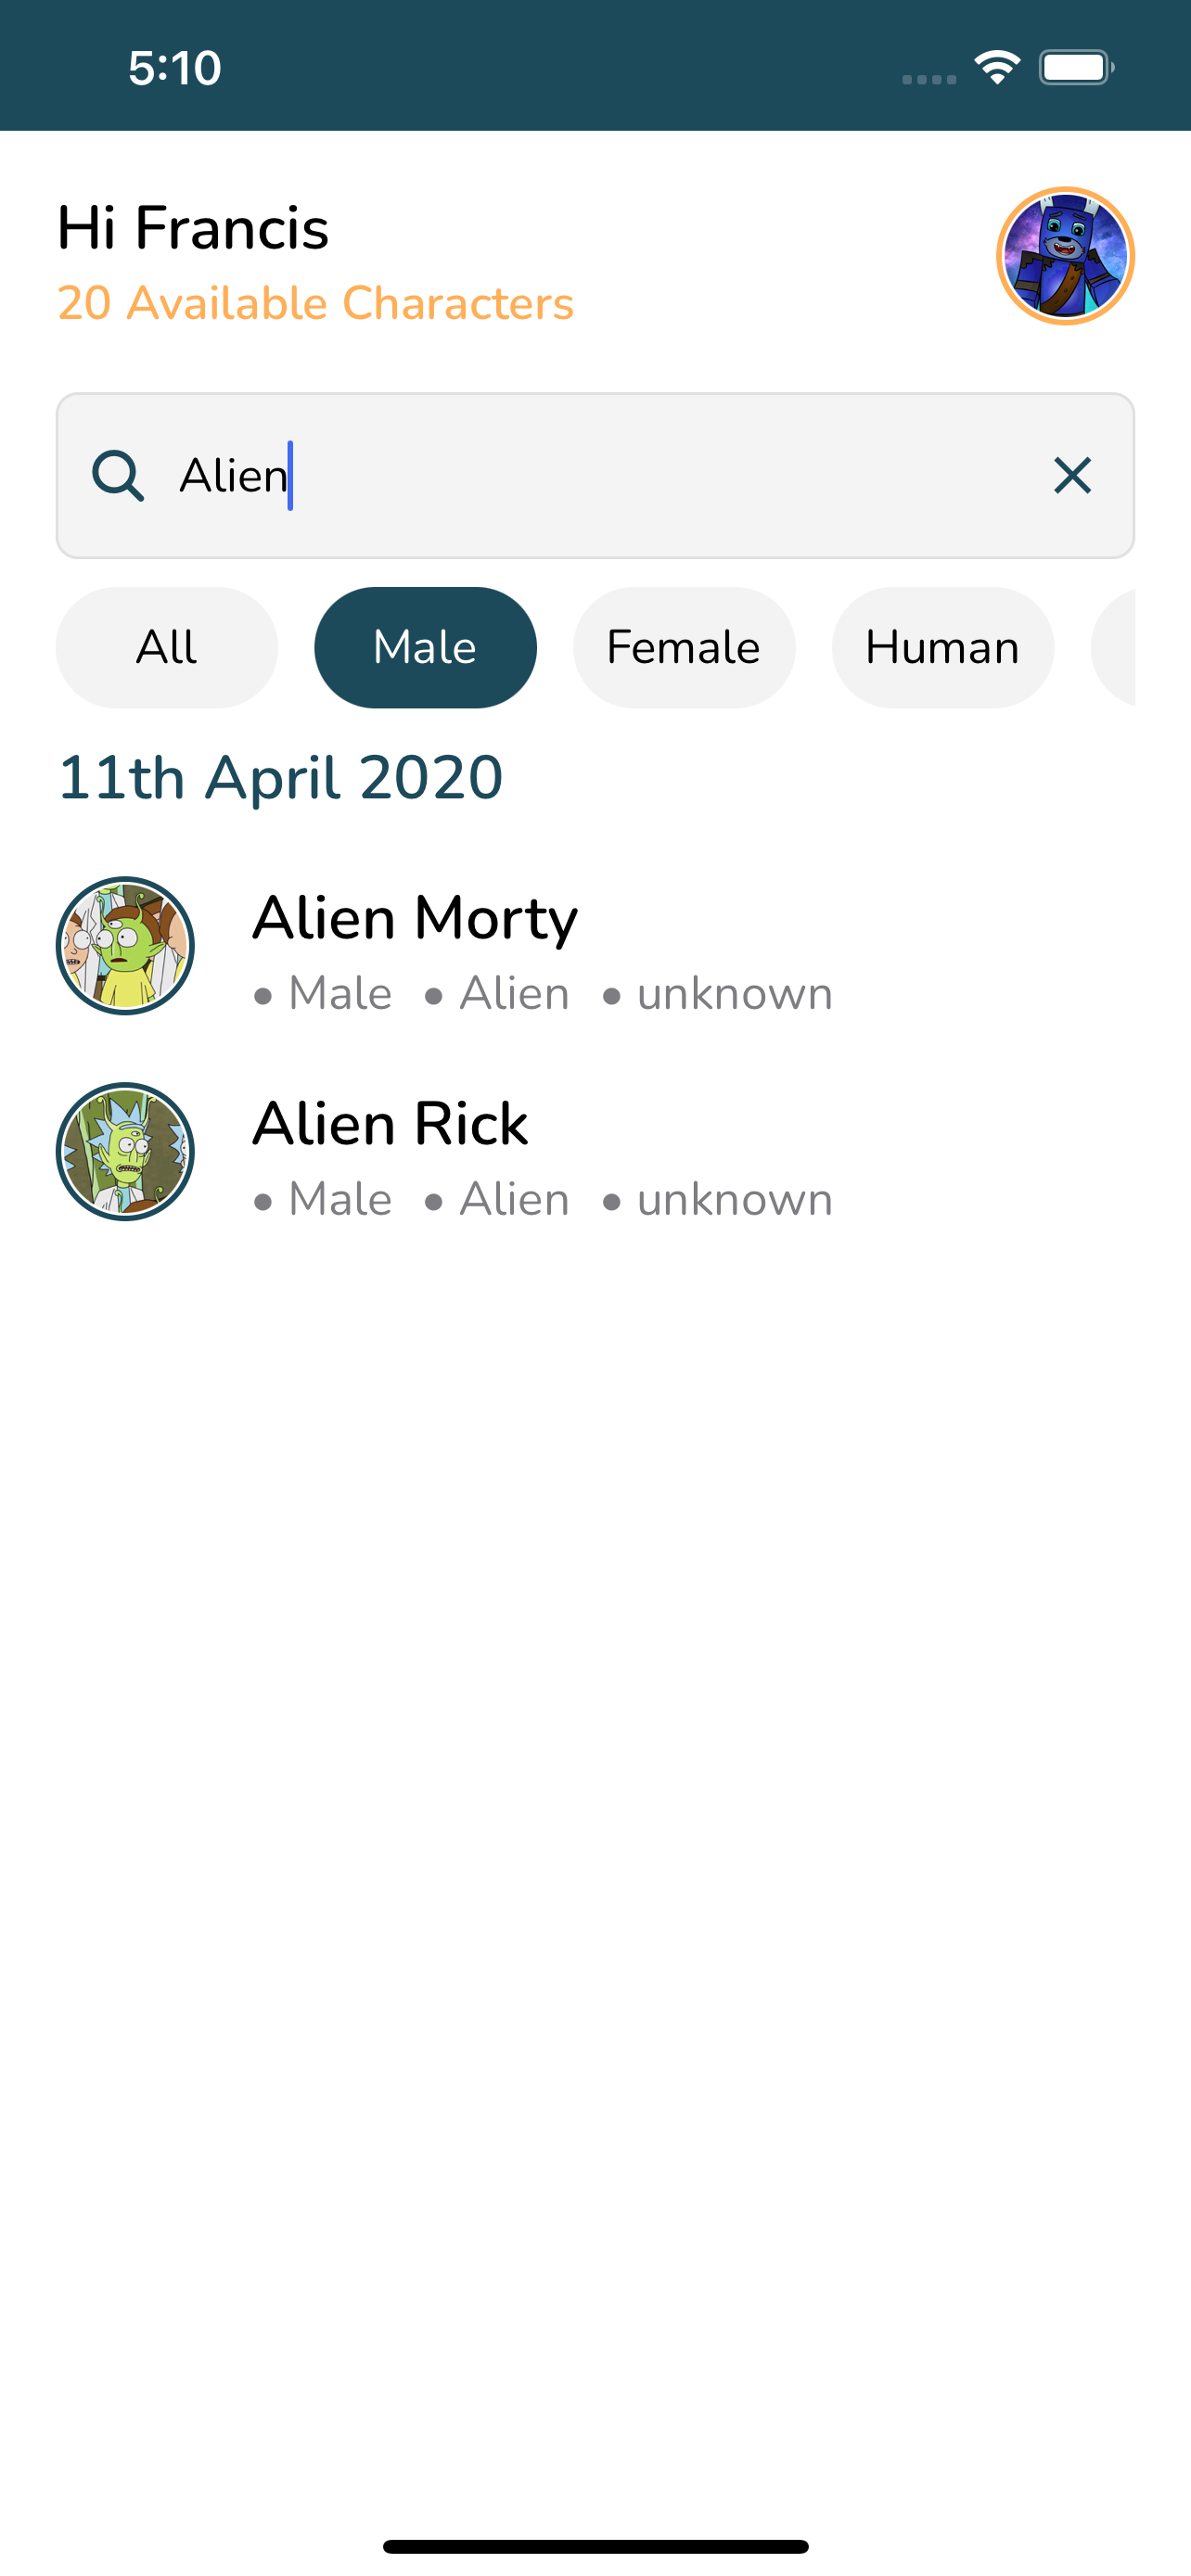 5:10
Hi Francis
20 Available Characters
Alien
All Male Female Human
11th April 2020
Alien Morty
• Male • Alien • unknown
Alien Rick
• Male • Alien • unknown